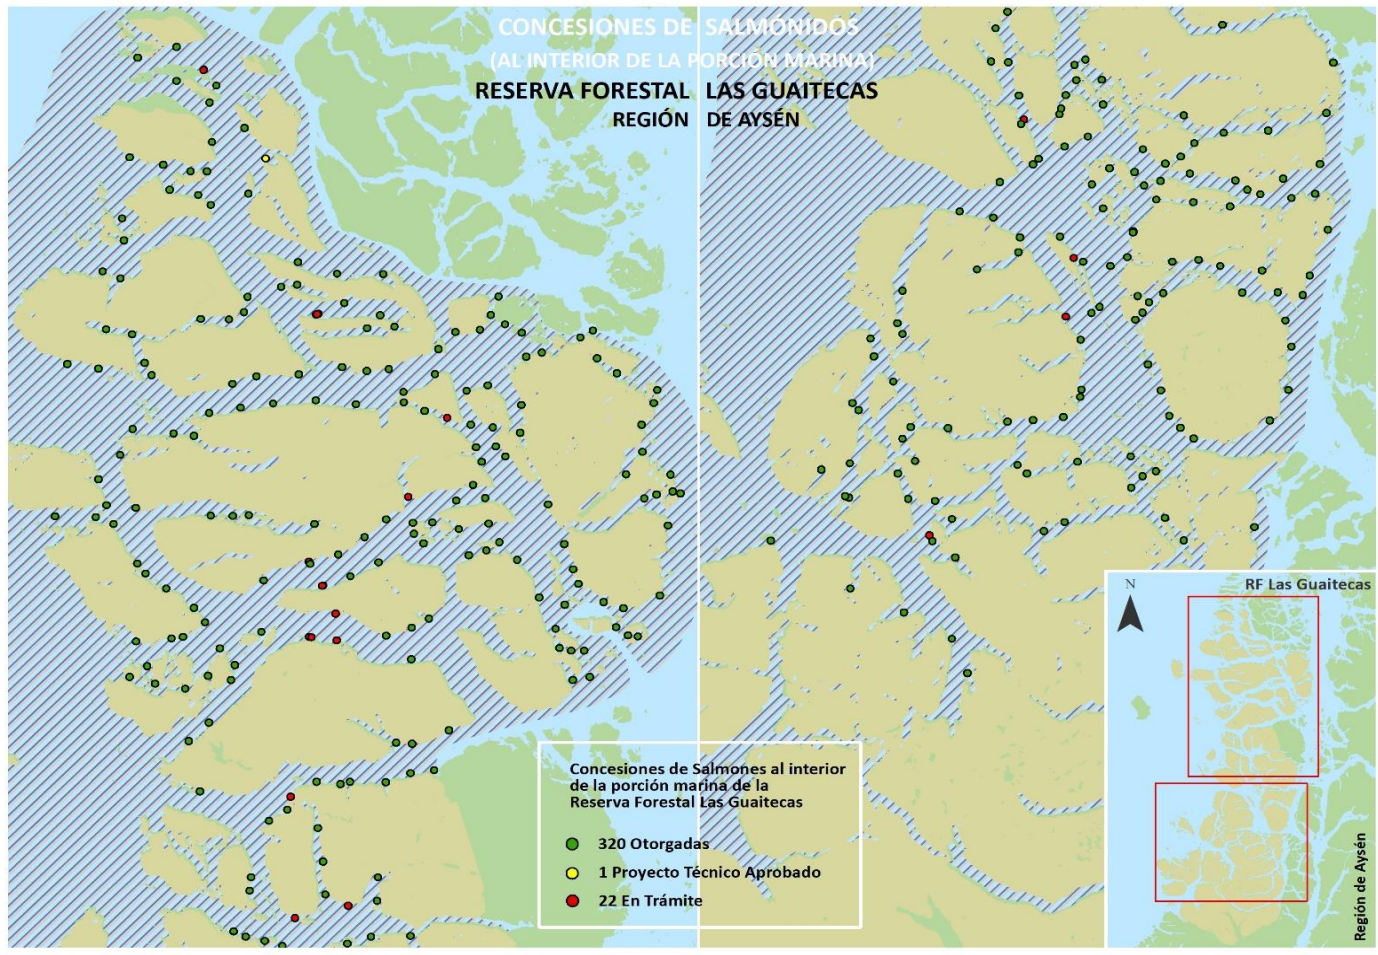 CONCESIONES DE SALMÓNIDOS
(AL INTERIOR DE LA PORCIÓN MARINA)
RESERVA FORESTAL LAS GUAITECAS
REGIÓN DE AYSÉN
Concesiones de Salmones al interior
de la porción marina de la
Reserva Forestal Las Guaitecas
320 Otorgadas
1 Proyecto Técnico Aprobado
22 En Trámite
N
RF Las Guaitecas
Región de Aysén